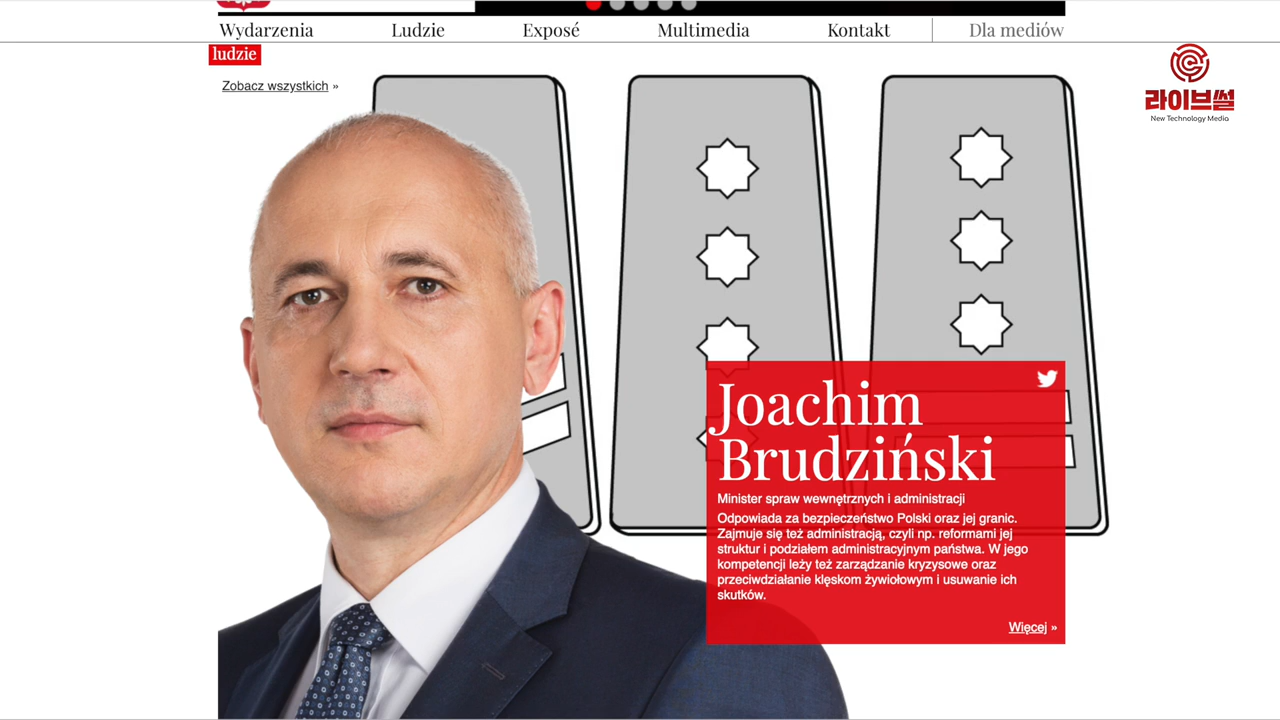 Wydarzenia Ludzie Exposé Multimedia Kontakt Dla mediów
ludzie
Zobacz wszystkich »
라이브썰
New Technology Media
Joachim
Brudziński
Minister spraw wewnętrznych i administracji
Odpowiada za bezpieczeństwo Polski oraz jej granic.
Zajmuje się też administracją, czyli np. reformami jej
struktur i podziałem administracyjnym państwa. W jego
kompetencji leży też zarządzanie kryzysowe oraz
przeciwdziałanie klęskom żywiołowym i usuwanie ich
skutków.
Więcej »